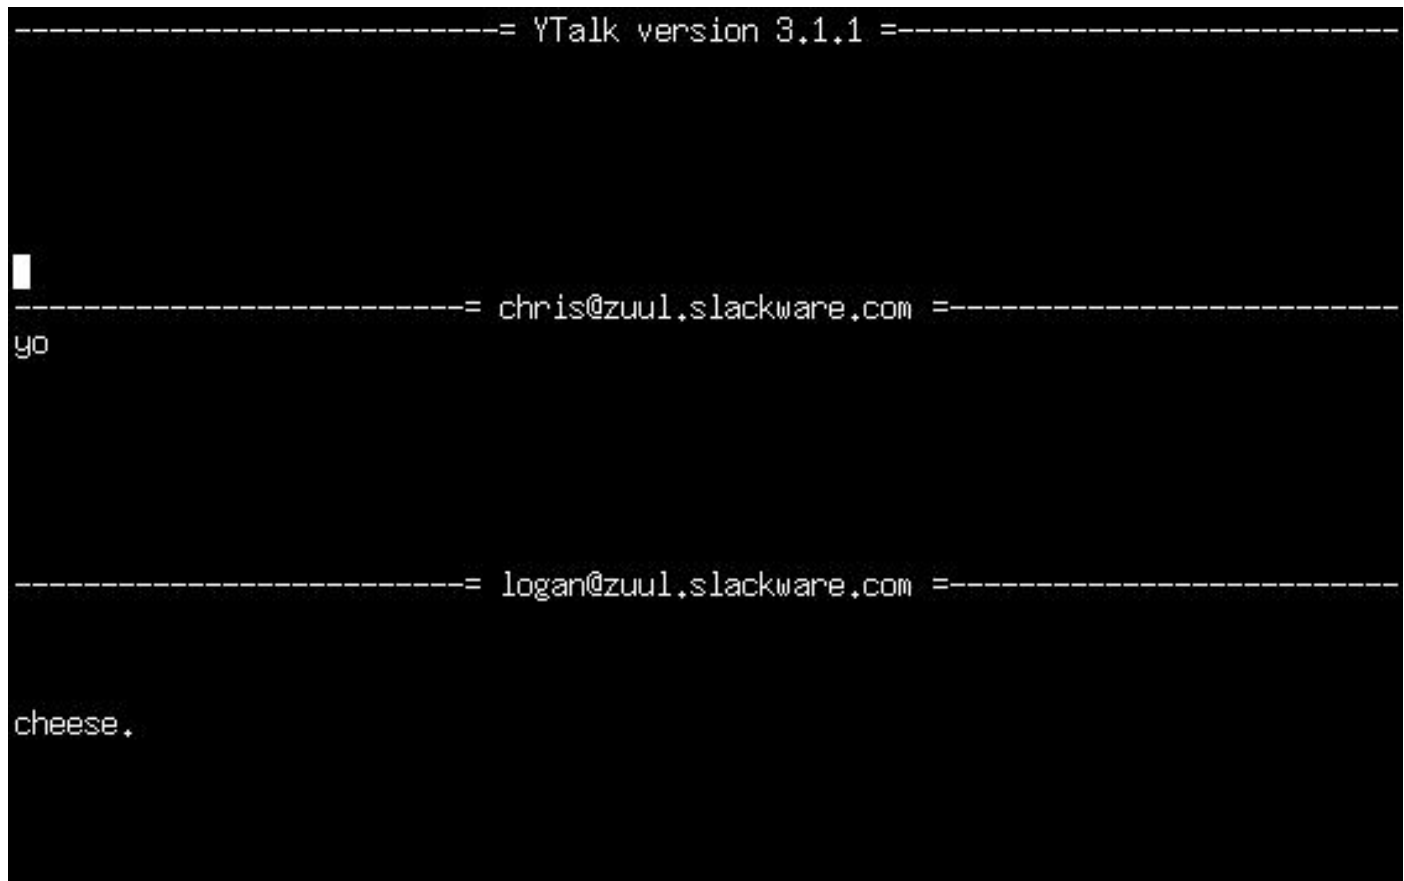 ----------------------------= YTalk version 3.1.1 =-----------------------------
--------------------------= chris@zuul.slackware.com =--------------------------
yo
--------------------------= logan@zuul.slackware.com =--------------------------
cheese.